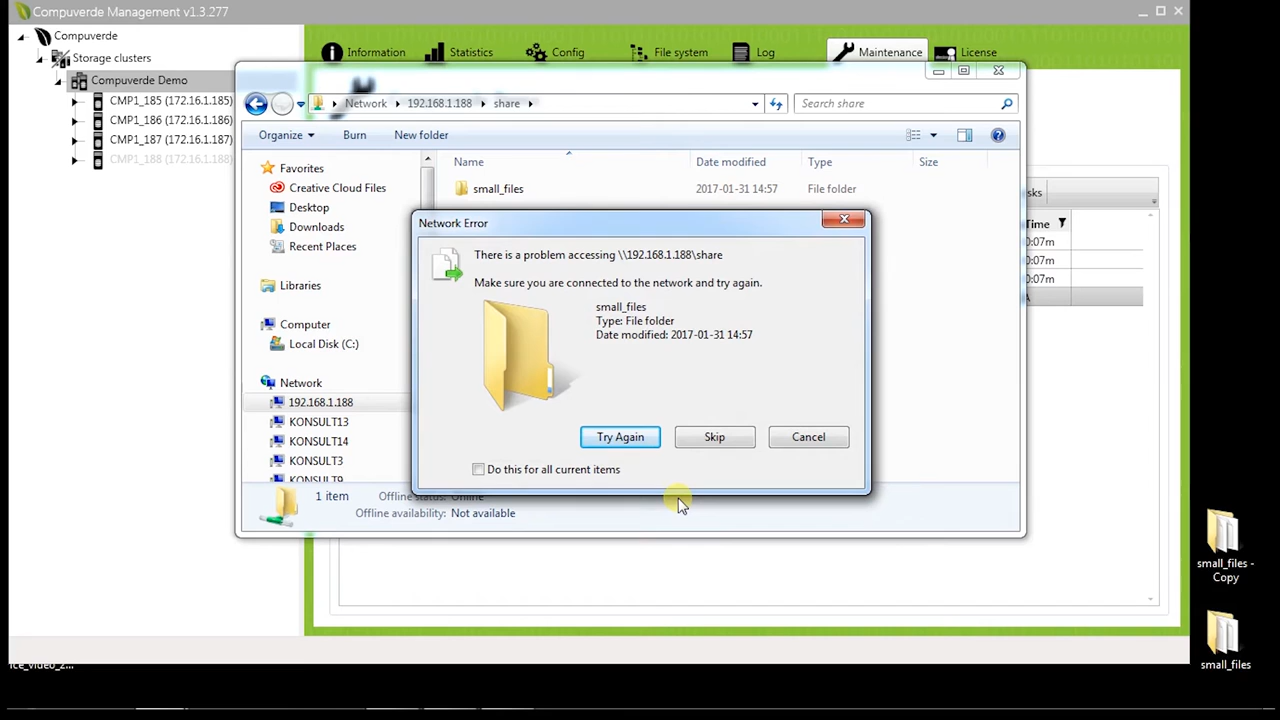 Compuverde Management v1.3.277
Compuverde
Storage clusters
Compuverde Demo
CMP1_185 (172.16.1.185)
CMP1_186 (172.16.1.186)
CMP1_187 (172.16.1.187)
CMP1_188 (172.16.1.188)
Information
Statistics
Config
File system
Log
Maintenance
License
Network
192.168.1.188
share
Search share
Organize
Burn
New folder
Favorites
Creative Cloud Files
Desktop
Downloads
Recent Places
Libraries
Computer
Local Disk (C:)
Network
192.168.1.188
KONSULT13
KONSULT14
KONSULT3
KONSULT9
Name
Date modified
Type
Size
small_files
2017-01-31 14:57
File folder
Network Error
There is a problem accessing \\192.168.1.188\share
Make sure you are connected to the network and try again.
small_files
Type: File folder
Date modified: 2017-01-31 14:57
Try Again
Skip
Cancel
Do this for all current items
1 item
Offline status: Online
Offline availability: Not available
Time
0:07m
0:07m
0:07m
small_files -
Copy
small_files